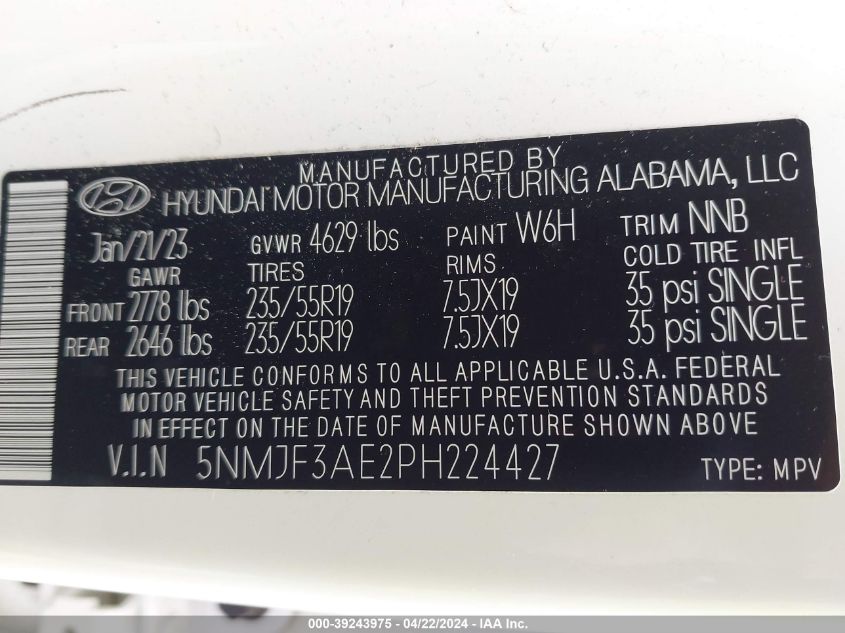 MANUFACTURED BY
HYUNDAI MOTOR MANUFACTURING ALABAMA, LLC
Jan/21/23 GVWR 4629 lbs PAINT W6H TRIM NNB
GAWR TIRES RIMS COLD TIRE INFL
FRONT 2778 lbs 235/55R19 7.5JX19 35 psi SINGLE
REAR 2646 lbs 235/55R19 7.5JX19 35 psi SINGLE
THIS VEHICLE CONFORMS TO ALL APPLICABLE U.S.A. FEDERAL
MOTOR VEHICLE SAFETY AND THEFT PREVENTION STANDARDS
IN EFFECT ON THE DATE OF MANUFACTURE SHOWN ABOVE
V.I.N 5NMJF3AE2PH224427 TYPE: MPV
000-39243975 - 04/22/2024 - IAA Inc.